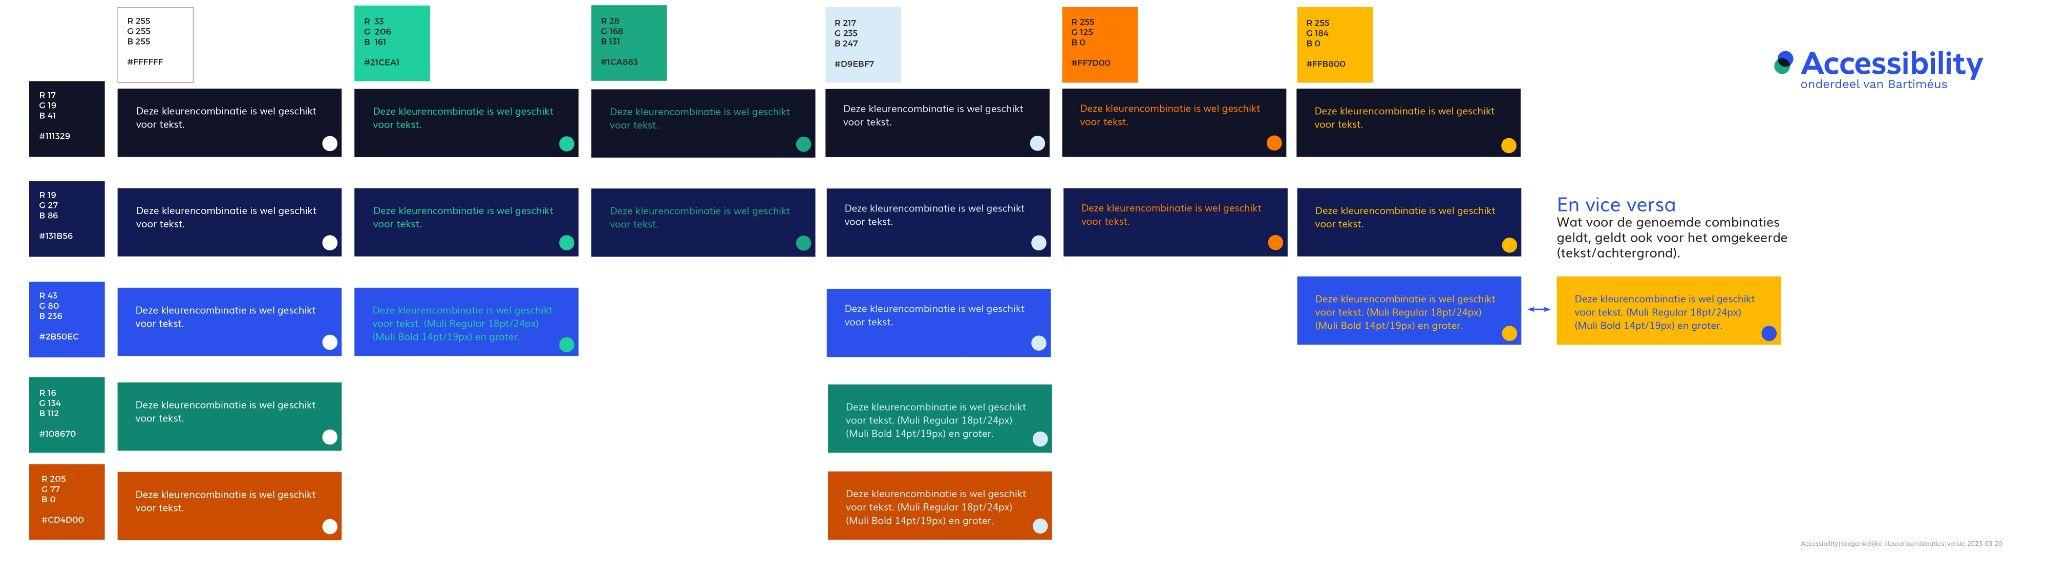 R 255
G 255
B 255
#FFFFFF
R 33
G 206
B 161
#21CEA1
R 28
G 168
B 131
#1CA883
R 217
G 235
B 247
#D9EBF7
R 255
G 125
B 0
#FF7D00
R 255
G 184
B 0
#FFB800
Accessibility
onderdeel van Bartiméus
R 17
G 19
B 41
#111329
Deze kleurencombinatie is wel geschikt
voor tekst.
Deze kleurencombinatie is wel geschikt
voor tekst.
Deze kleurencombinatie is wel geschikt
voor tekst.
Deze kleurencombinatie is wel geschikt
voor tekst.
Deze kleurencombinatie is wel geschikt
voor tekst.
Deze kleurencombinatie is wel geschikt
voor tekst.
R 19
G 27
B 86
#131B56
Deze kleurencombinatie is wel geschikt
voor tekst.
Deze kleurencombinatie is wel geschikt
voor tekst.
Deze kleurencombinatie is wel geschikt
voor tekst.
Deze kleurencombinatie is wel geschikt
voor tekst.
Deze kleurencombinatie is wel geschikt
voor tekst.
Deze kleurencombinatie is wel geschikt
voor tekst.
En vice versa
Wat voor de genoemde combinaties
geldt, geldt ook voor het omgekeerde
(tekst/achtergrond).
R 43
G 80
B 236
#2B50EC
Deze kleurencombinatie is wel geschikt
voor tekst.
Deze kleurencombinatie is wel geschikt
voor tekst. (Muli Regular 18pt/24px)
(Muli Bold 14pt/19px) en groter.
Deze kleurencombinatie is wel geschikt
voor tekst.
Deze kleurencombinatie is wel geschikt
voor tekst. (Muli Regular 18pt/24px)
(Muli Bold 14pt/19px) en groter.
Deze kleurencombinatie is wel geschikt
voor tekst. (Muli Regular 18pt/24px)
(Muli Bold 14pt/19px) en groter.
R 16
G 134
B 112
#108670
Deze kleurencombinatie is wel geschikt
voor tekst.
Deze kleurencombinatie is wel geschikt
voor tekst. (Muli Regular 18pt/24px)
(Muli Bold 14pt/19px) en groter.
R 205
G 77
B 0
#CD4D00
Deze kleurencombinatie is wel geschikt
voor tekst.
Deze kleurencombinatie is wel geschikt
voor tekst. (Muli Regular 18pt/24px)
(Muli Bold 14pt/19px) en groter.
Accessibility|toegankelijke kleurencombinaties|versie 2023-03-20